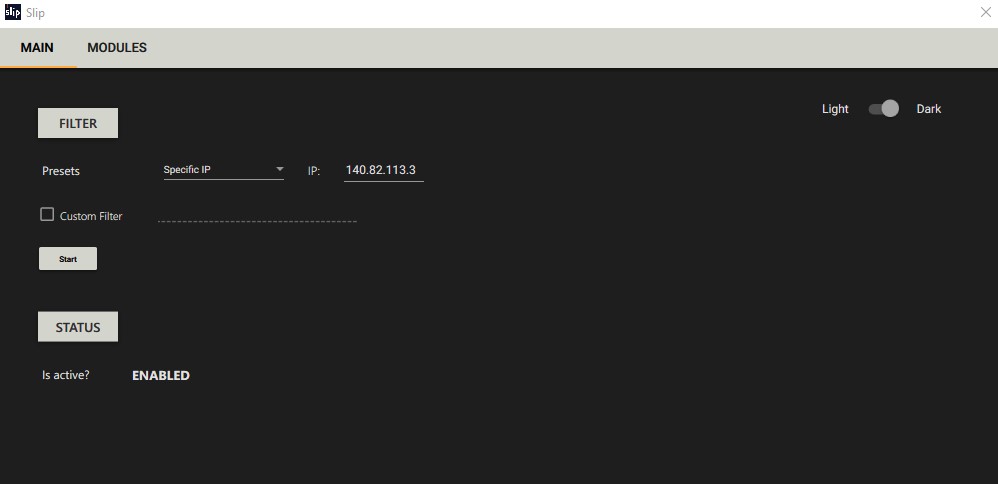 slip Slip
MAIN MODULES
Light Dark
FILTER
Presets Specific IP IP: 140.82.113.3
Custom Filter
Start
STATUS
Is active? ENABLED